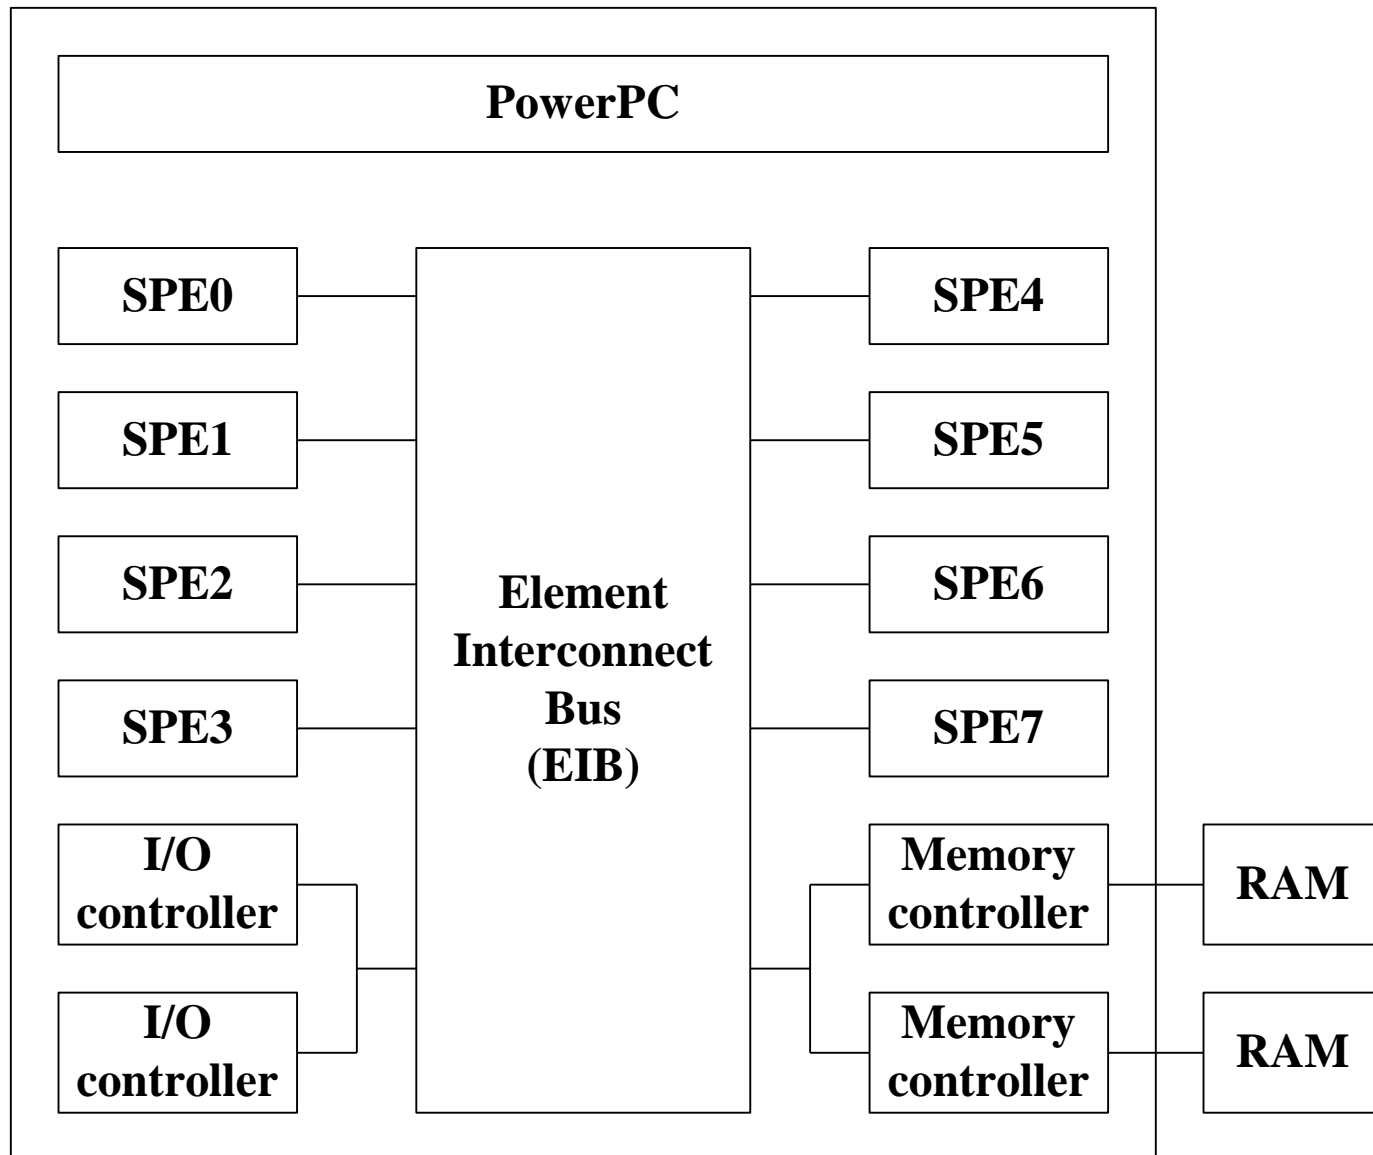 PowerPC
SPE0
SPE4
SPE1
SPE5
SPE2
SPE6
SPE3
SPE7
Element
Interconnect
Bus
(EIB)
I/O
controller
Memory
controller
RAM
I/O
controller
Memory
controller
RAM